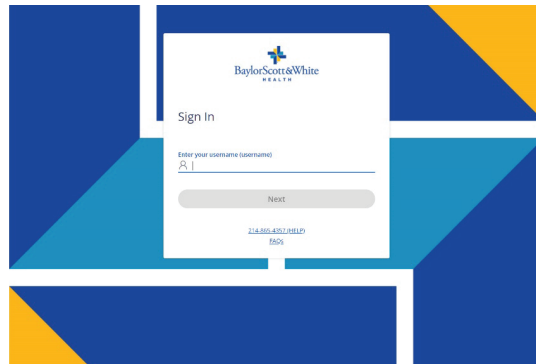 BaylorScott&White
HEALTH
Sign In
Enter your username (username)
Next
214-865-4357 (HELP)
FAQs